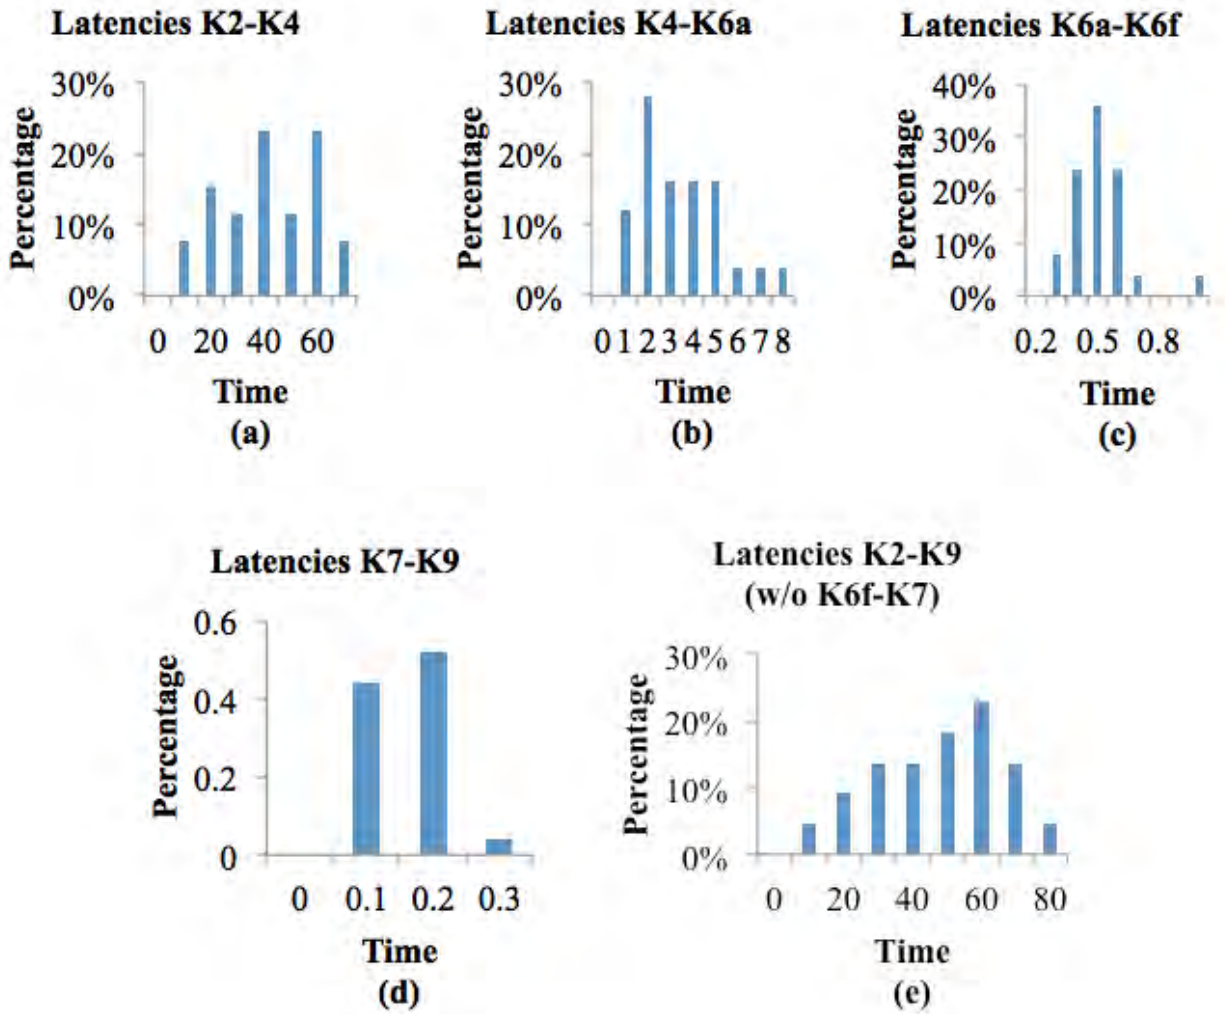 Latencies K2-K4
Percentage
30%
20%
10%
0%
0 20 40 60
Time
(a)
Latencies K4-K6a
Percentage
30%
20%
10%
0%
0 1 2 3 4 5 6 7 8
Time
(b)
Latencies K6a-K6f
Percentage
40%
30%
20%
10%
0%
0.2 0.5 0.8
Time
(c)
Latencies K7-K9
Percentage
0.6
0.4
0.2
0
0 0.1 0.2 0.3
Time
(d)
Latencies K2-K9
(w/o K6f-K7)
Percentage
30%
20%
10%
0%
0 20 40 60 80
Time
(e)